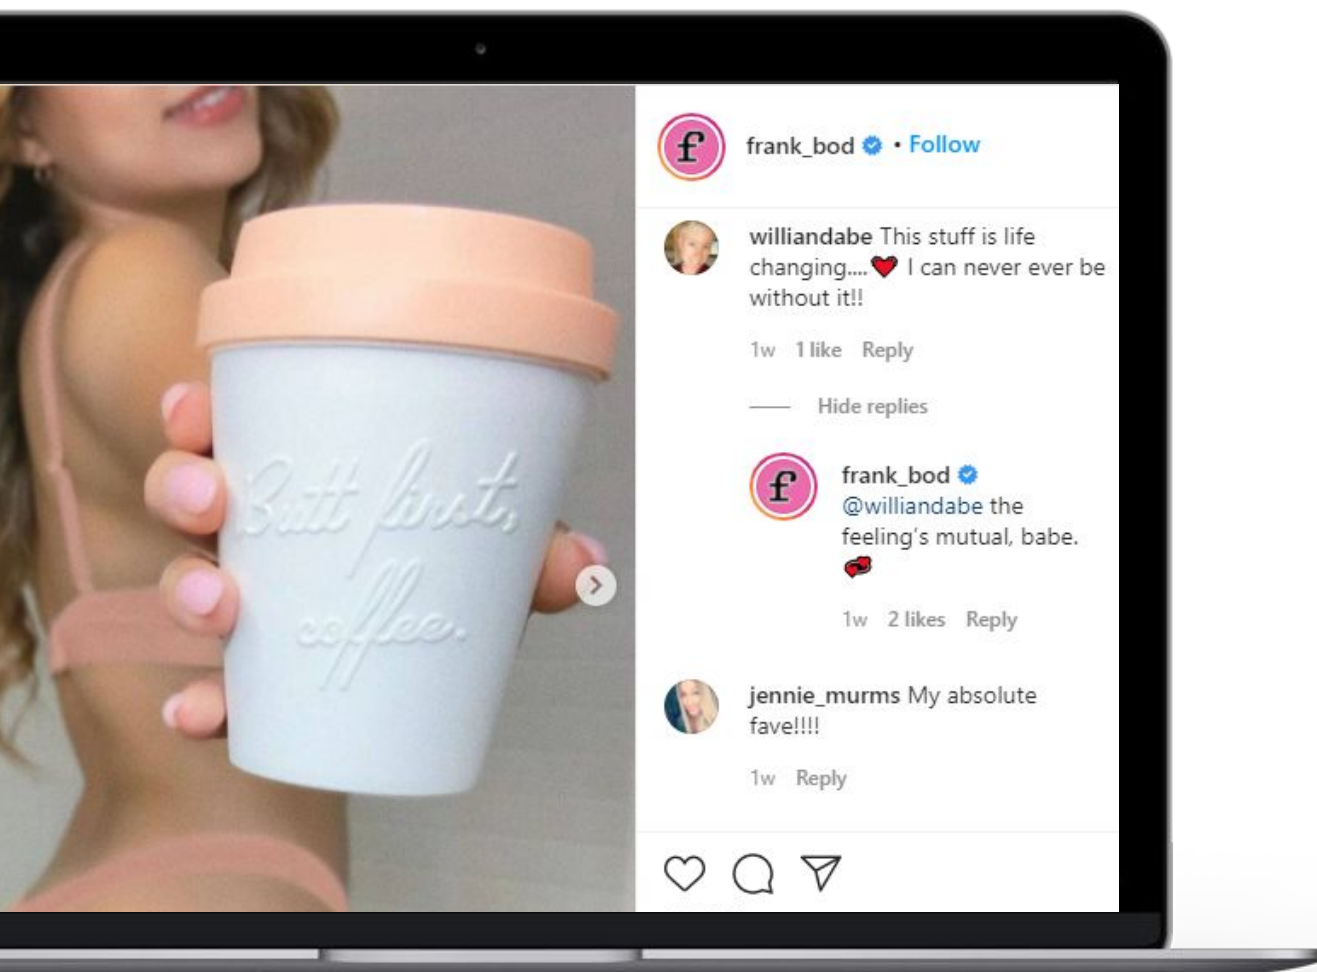 Butt first,
coffee.
f
frank_bod • Follow
williandabe This stuff is life
changing.... I can never ever be
without it!!
1w 1 like Reply
Hide replies
f
frank_bod
@williandabe the
feeling's mutual, babe.
1w 2 likes Reply
jennie_murms My absolute
fave!!!!
1w Reply